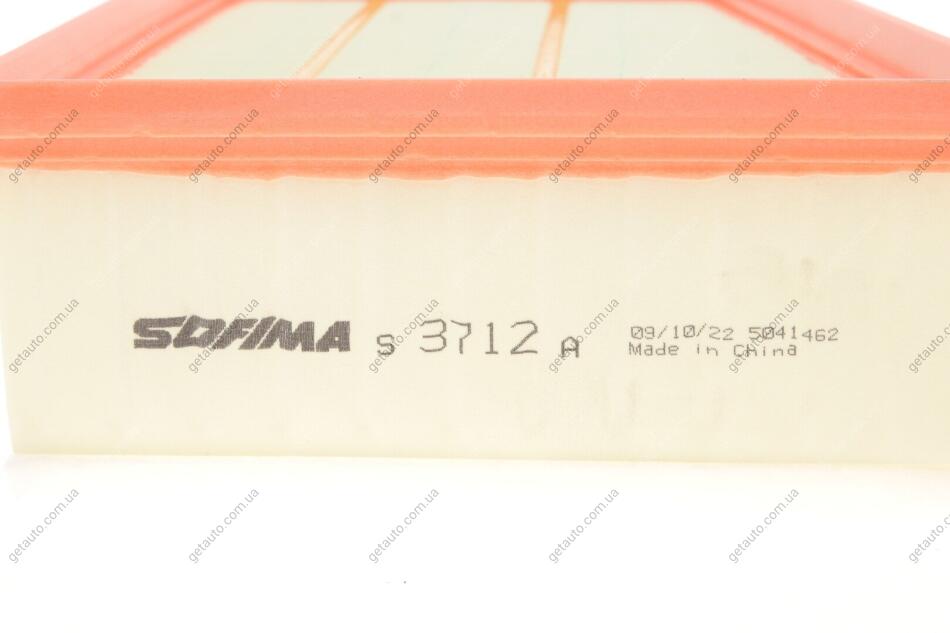 SOFIMA S 3712 A
09/10/22 5041462
Made in China
getauto.com.ua